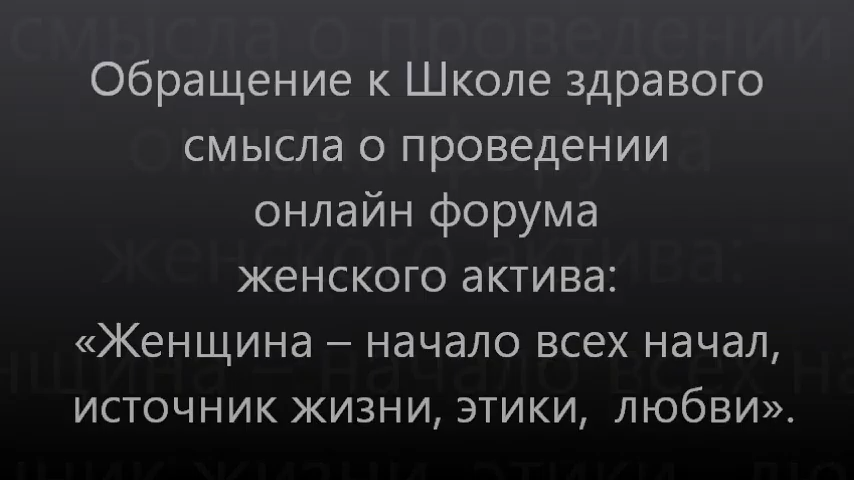 Обращение к Школе здравого
смысла о проведении
онлайн форума
женского актива:
«Женщина – начало всех начал,
источник жизни, этики,  любви».